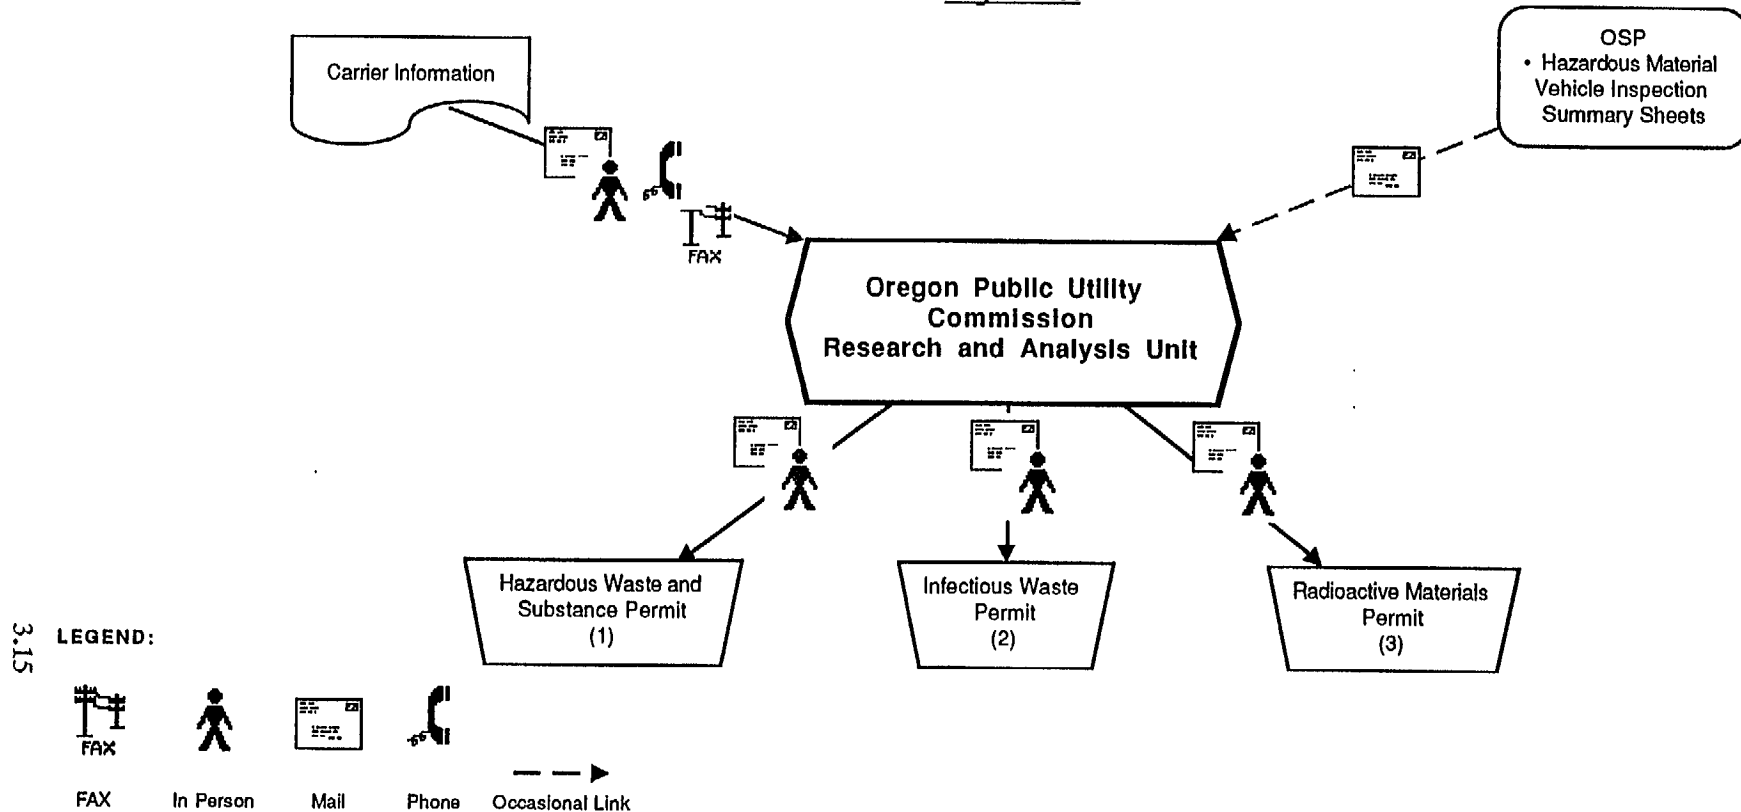 Carrier Information
OSP
• Hazardous Material
Vehicle Inspection
Summary Sheets
FAX
Oregon Public Utility
Commission
Research and Analysis Unit
Hazardous Waste and
Substance Permit
(1)
Infectious Waste
Permit
(2)
Radioactive Materials
Permit
(3)
3.15
LEGEND:
FAX
FAX
In Person
Mail
Phone
Occasional Link